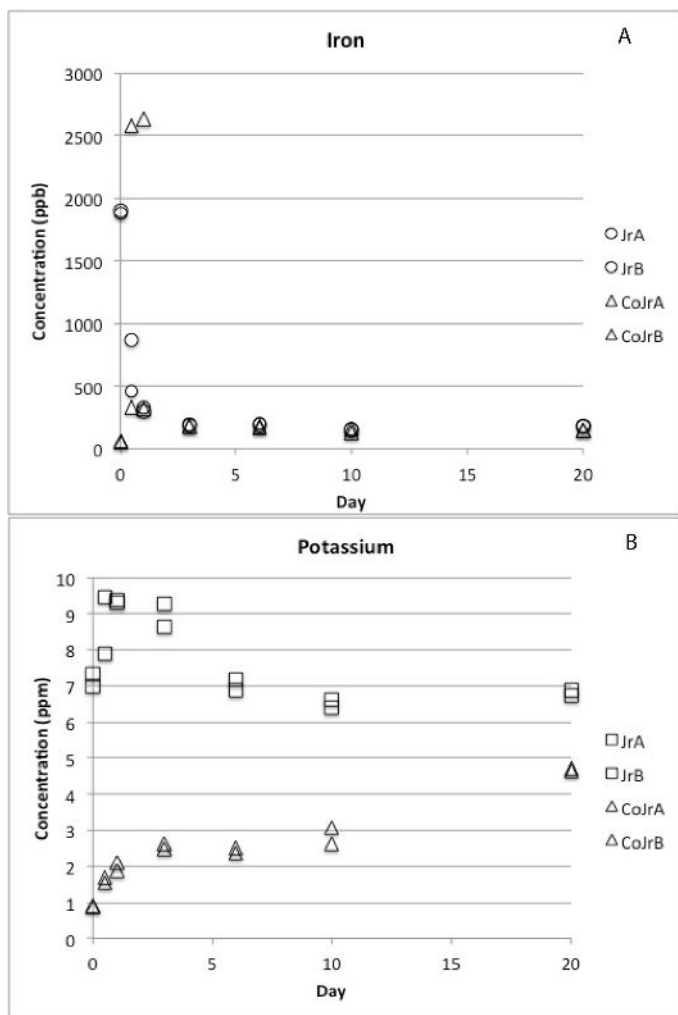 Iron
A
3000
2500
2000
1500
1000
500
0
Concentration (ppb)
0 5 10 15 20
Day
JrA
JrB
CoJrA
CoJrB
Potassium
B
10
9
8
7
6
5
4
3
2
1
0
Concentration (ppm)
0 5 10 15 20
Day
JrA
JrB
CoJrA
CoJrB